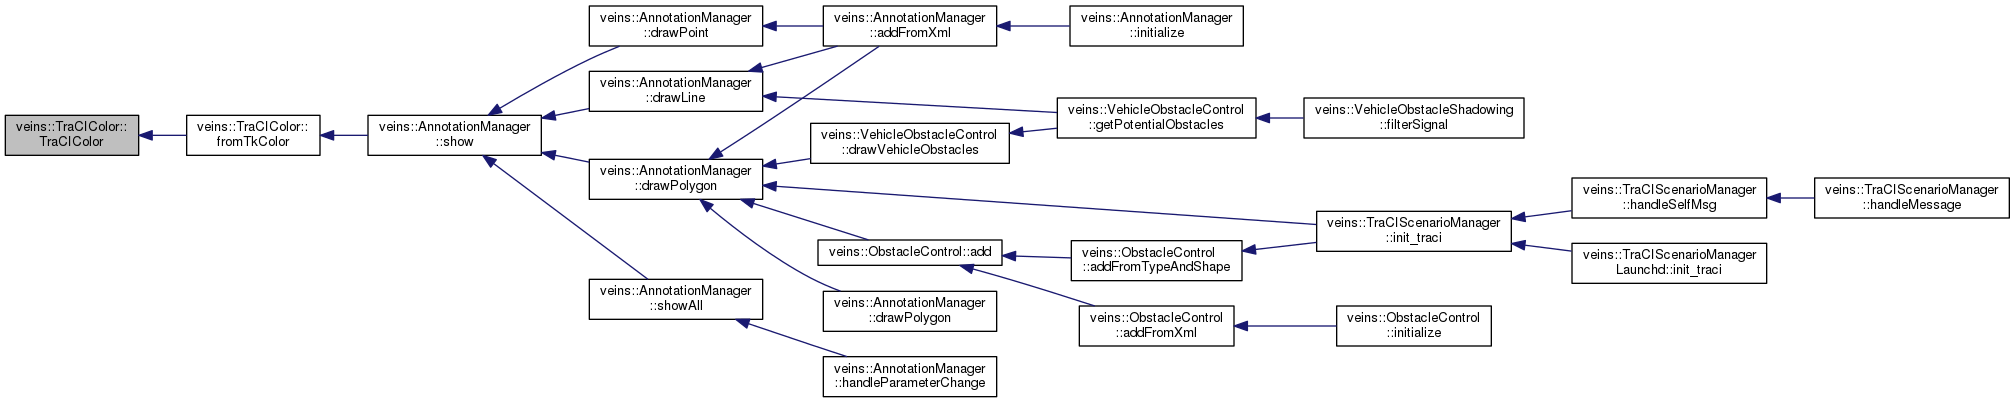 veins::TraCIColor::
TraCIColor
veins::TraCIColor::
fromTkColor
veins::AnnotationManager
::show
veins::AnnotationManager
::drawPoint
veins::AnnotationManager
::drawLine
veins::AnnotationManager
::drawPolygon
veins::AnnotationManager
::showAll
veins::AnnotationManager
::addFromXml
veins::VehicleObstacleControl
::drawVehicleObstacles
veins::ObstacleControl::add
veins::AnnotationManager
::drawPolygon
veins::AnnotationManager
::handleParameterChange
veins::AnnotationManager
::initialize
veins::VehicleObstacleControl
::getPotentialObstacles
veins::ObstacleControl
::addFromTypeAndShape
veins::ObstacleControl
::addFromXml
veins::VehicleObstacleShadowing
::filterSignal
veins::TraCIScenarioManager
::init_traci
veins::ObstacleControl
::initialize
veins::TraCIScenarioManager
::handleSelfMsg
veins::TraCIScenarioManager
Launchd::init_traci
veins::TraCIScenarioManager
::handleMessage